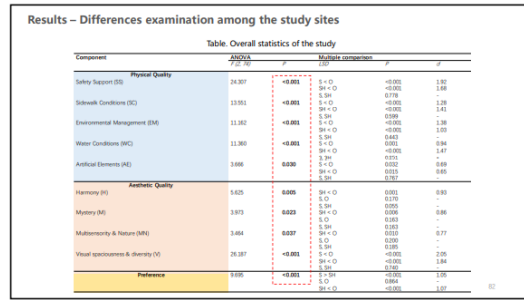 Results – Differences examination among the study sites
Table. Overall statistics of the study
Component ANOVA Multiple comparison
F (2, 74) P LSD P d
Physical Quality
Safety Support (SS) 24.307 <0.001 S < O <0.001 1.92
SH < O <0.001 1.68
S, SH 0.778 -
Sidewalk Conditions (SC) 13.551 <0.001 S < O <0.001 1.28
SH < O <0.001 1.41
S, SH 0.599 -
Environmental Management (EM) 11.162 <0.001 S < O <0.001 1.38
SH < O <0.001 1.03
S, SH 0.443 -
Water Conditions (WC) 11.360 <0.001 S < O 0.001 0.94
SH < O <0.001 1.47
S, SH 0.151 -
Artificial Elements (AE) 3.666 0.030 S < O 0.032 0.69
SH < O 0.015 0.65
S, SH 0.767 -
Aesthetic Quality
Harmony (H) 5.625 0.005 SH < O 0.001 0.93
S, O 0.170 -
S, SH 0.055 -
Mystery (M) 3.973 0.023 SH < O 0.006 0.86
S, O 0.163 -
S, SH 0.163 -
Multisensority & Nature (MN) 3.464 0.037 SH < O 0.010 0.77
S, O 0.200 -
S, SH 0.185 -
Visual spaciousness & diversity (V) 26.187 <0.001 S < O <0.001 2.05
SH < O <0.001 1.84
S, SH 0.740 -
Preference 9.695 <0.001 S > SH <0.001 1.05
S, O 0.864 -
SH < O <0.001 1.07
82